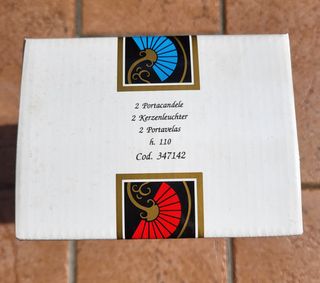 2 Portacandele
2 Kerzenleuchter
2 Portavelas
h. 110
Cod. 347142